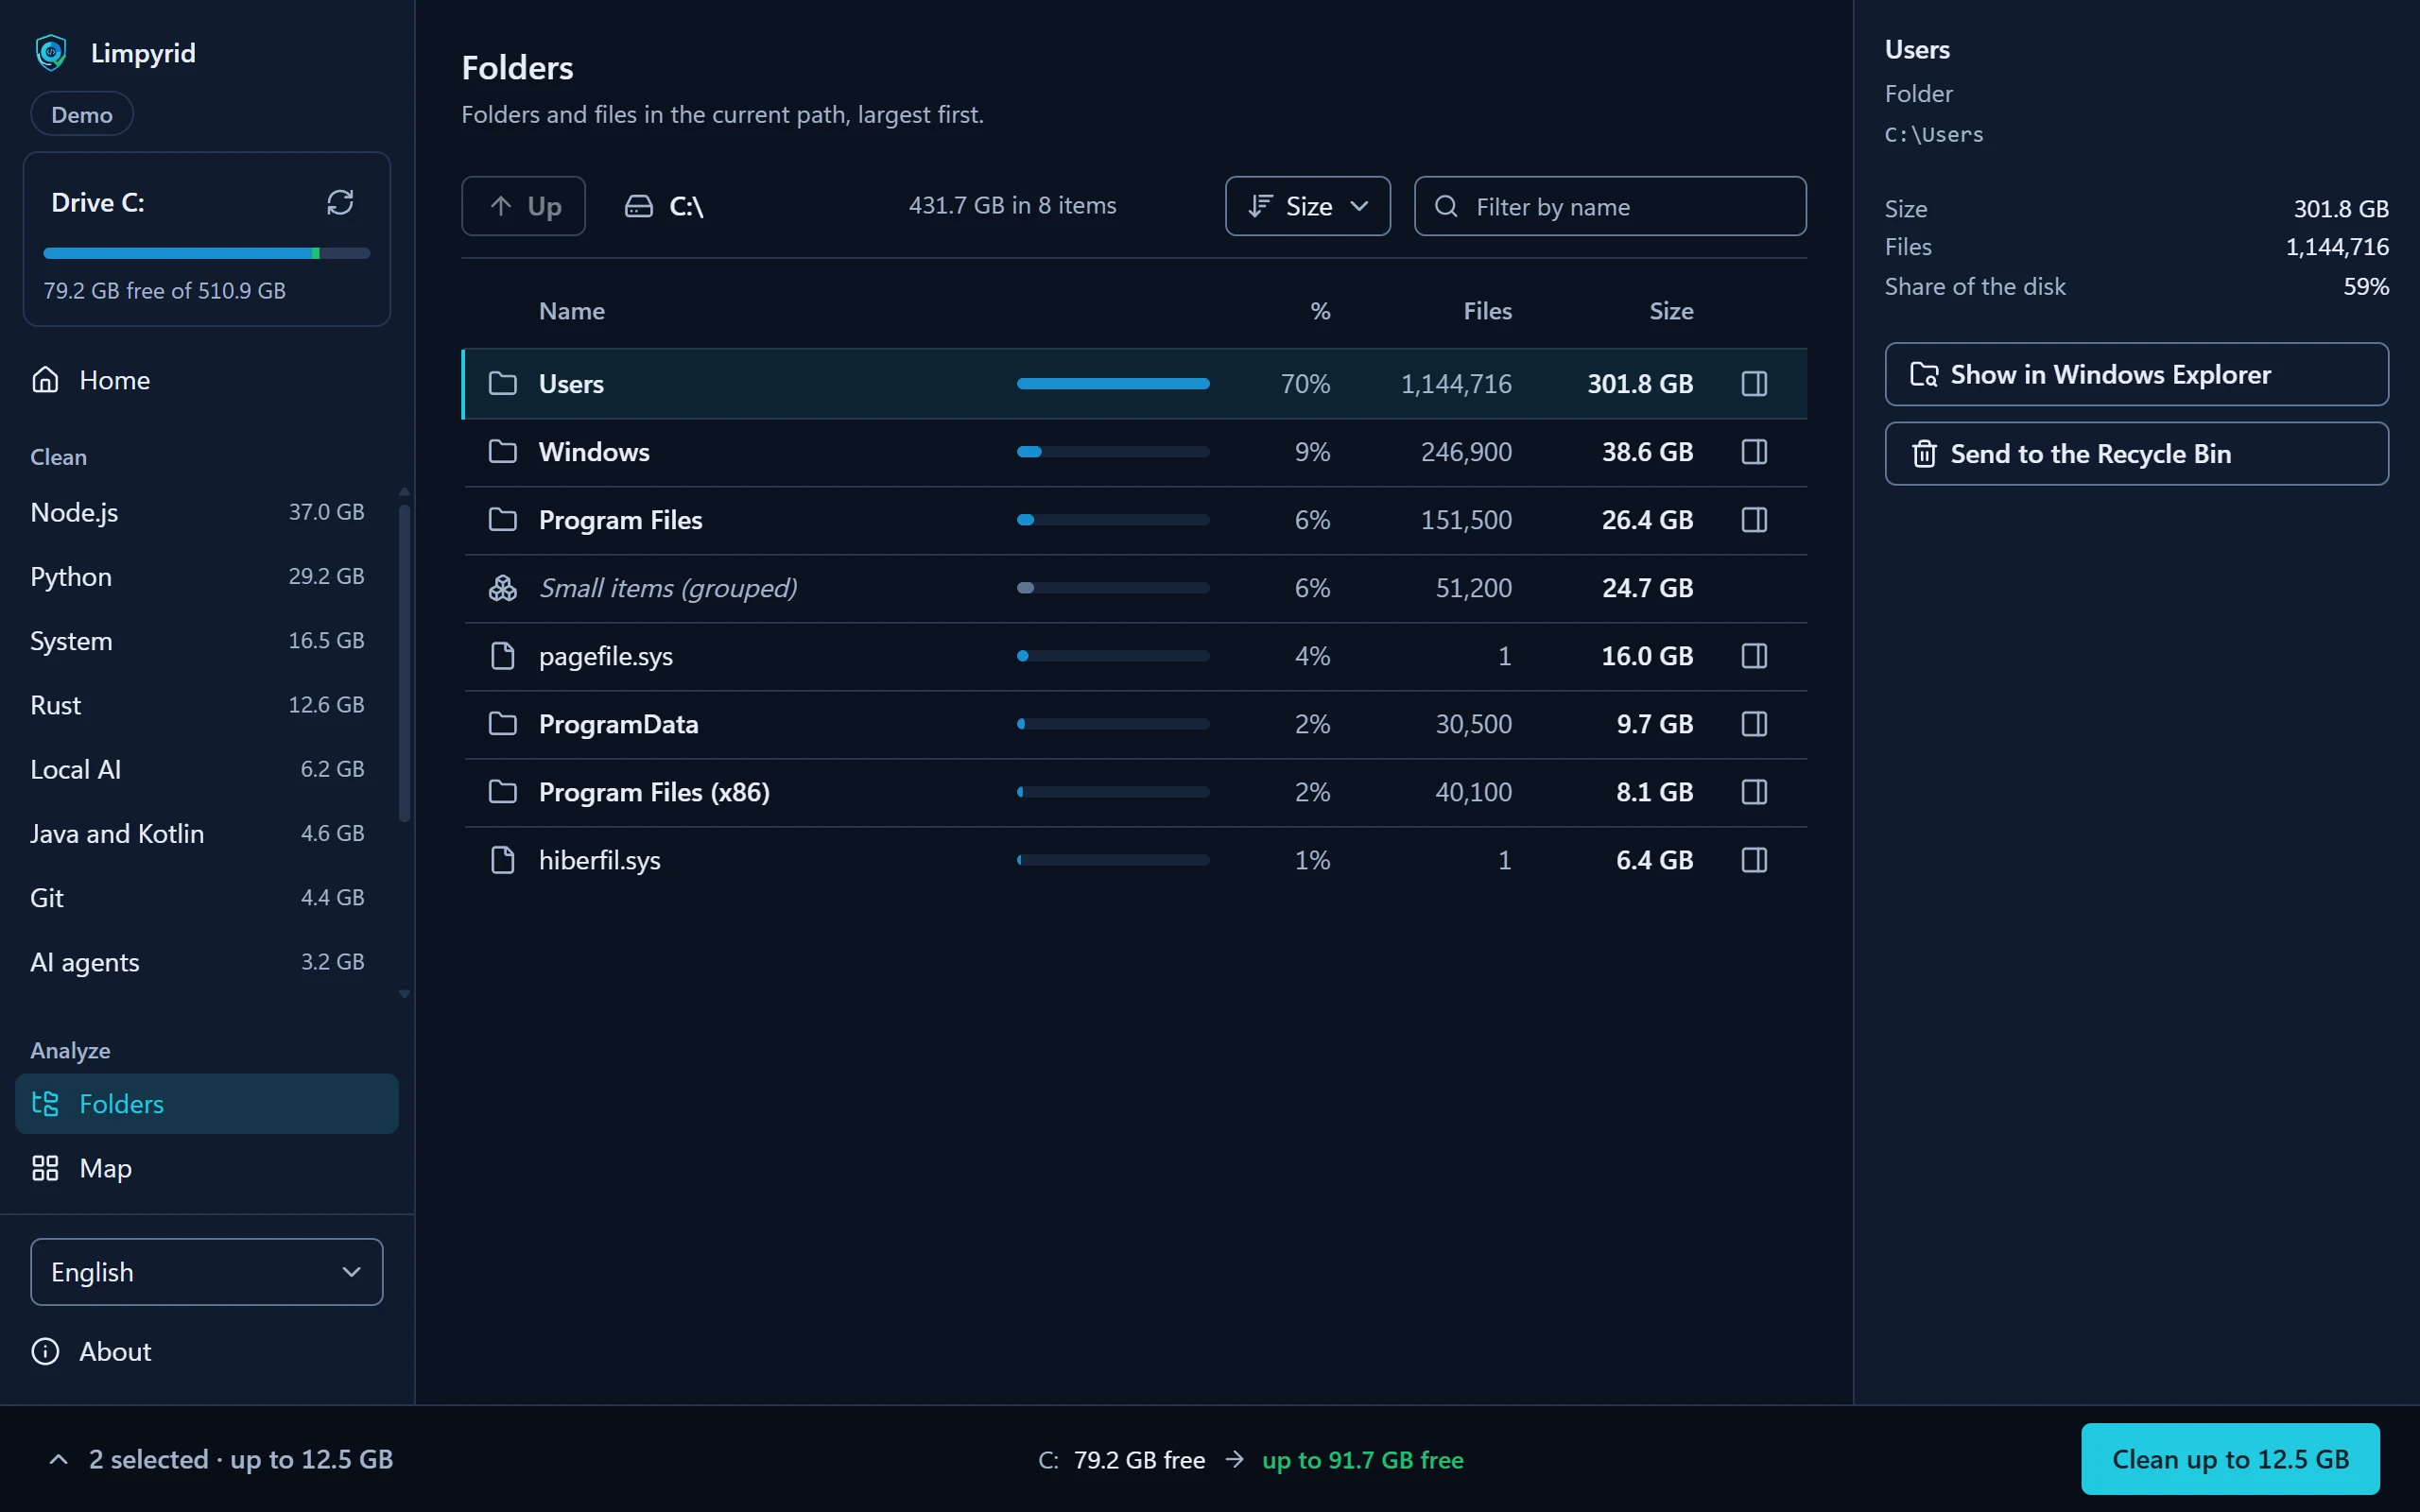 Limpyrid
Demo
Drive C:
79.2 GB free of 510.9 GB
Home
Clean
Node.js 37.0 GB
Python 29.2 GB
System 16.5 GB
Rust 12.6 GB
Local AI 6.2 GB
Java and Kotlin 4.6 GB
Git 4.4 GB
AI agents 3.2 GB
Analyze
Folders
Map
English
About
Folders
Folders and files in the current path, largest first.
Up C:\ 431.7 GB in 8 items Size Filter by name
Name % Files Size
Users 70% 1,144,716 301.8 GB
Windows 9% 246,900 38.6 GB
Program Files 6% 151,500 26.4 GB
Small items (grouped) 6% 51,200 24.7 GB
pagefile.sys 4% 1 16.0 GB
ProgramData 2% 30,500 9.7 GB
Program Files (x86) 2% 40,100 8.1 GB
hiberfil.sys 1% 1 6.4 GB
Users
Folder
C:\Users
Size 301.8 GB
Files 1,144,716
Share of the disk 59%
Show in Windows Explorer
Send to the Recycle Bin
2 selected · up to 12.5 GB
C: 79.2 GB free → up to 91.7 GB free
Clean up to 12.5 GB